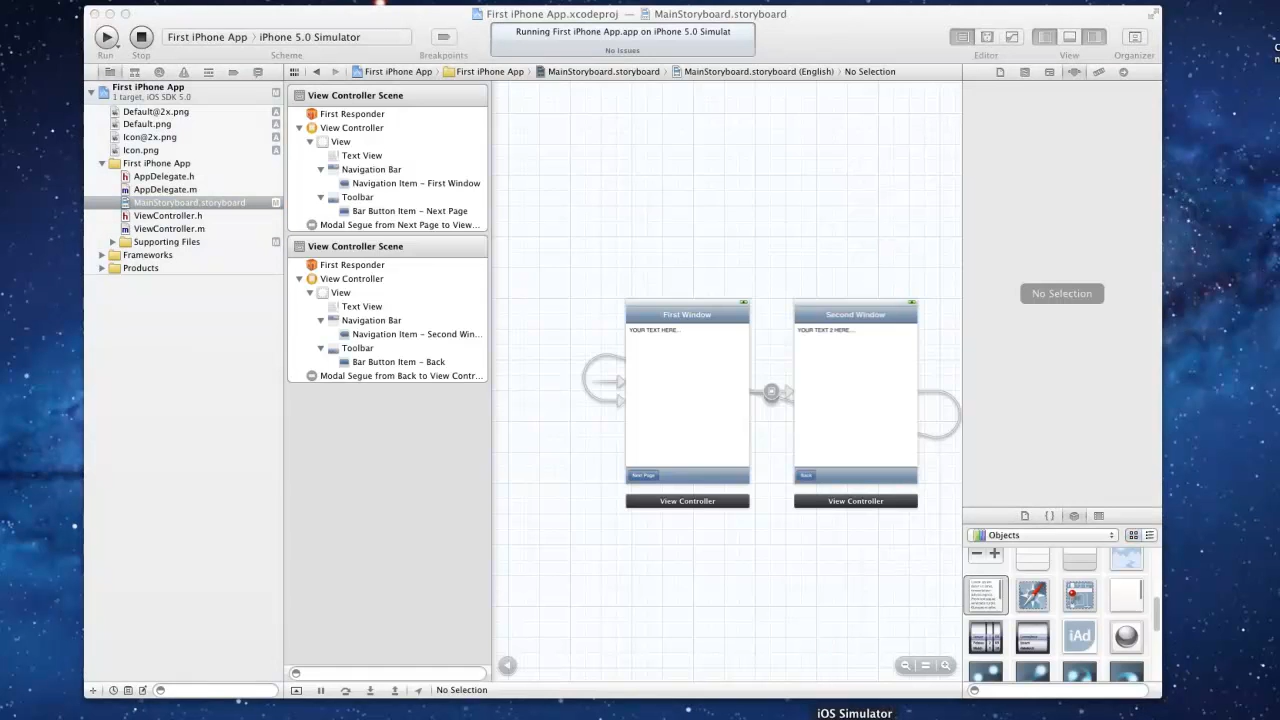 First iPhone App.xcodeproj — MainStoryboard.storyboard
First iPhone App 〉 iPhone 5.0 Simulator
Running First iPhone App.app on iPhone 5.0 Simulat
No Issues
Run
Stop
Scheme
Breakpoints
Editor
View
Organizer
First iPhone App
First iPhone App
MainStoryboard.storyboard
MainStoryboard.storyboard (English)
No Selection
First iPhone App
1 target, iOS SDK 5.0
M
Default@2x.png
A
Default.png
A
Icon@2x.png
A
Icon.png
A
First iPhone App
AppDelegate.h
AppDelegate.m
MainStoryboard.storyboard
M
ViewController.h
ViewController.m
Supporting Files
M
Frameworks
Products
View Controller Scene
First Responder
View Controller
View
Text View
Navigation Bar
Navigation Item – First Window
Toolbar
Bar Button Item – Next Page
Modal Segue from Next Page to View...
View Controller Scene
First Responder
View Controller
View
Text View
Navigation Bar
Navigation Item – Second Win...
Toolbar
Bar Button Item – Back
Modal Segue from Back to View Contr...
First Window
YOUR TEXT HERE...
Next Page
View Controller
Second Window
YOUR TEXT 2 HERE....
Back
View Controller
No Selection
Objects
iAd
No Selection
iOS Simulator